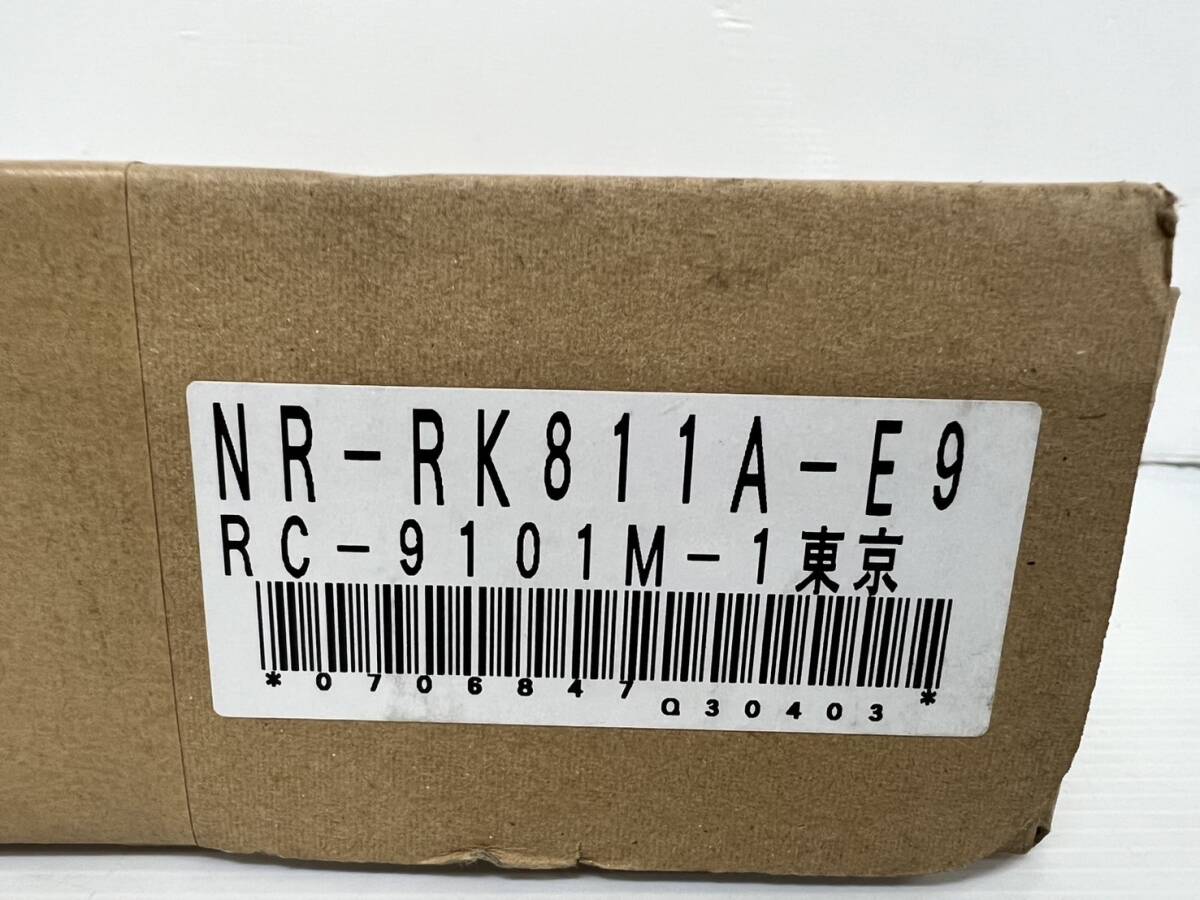 NR-RK811A-E9
RC-9101M-1東京
*0706847
Q30403*